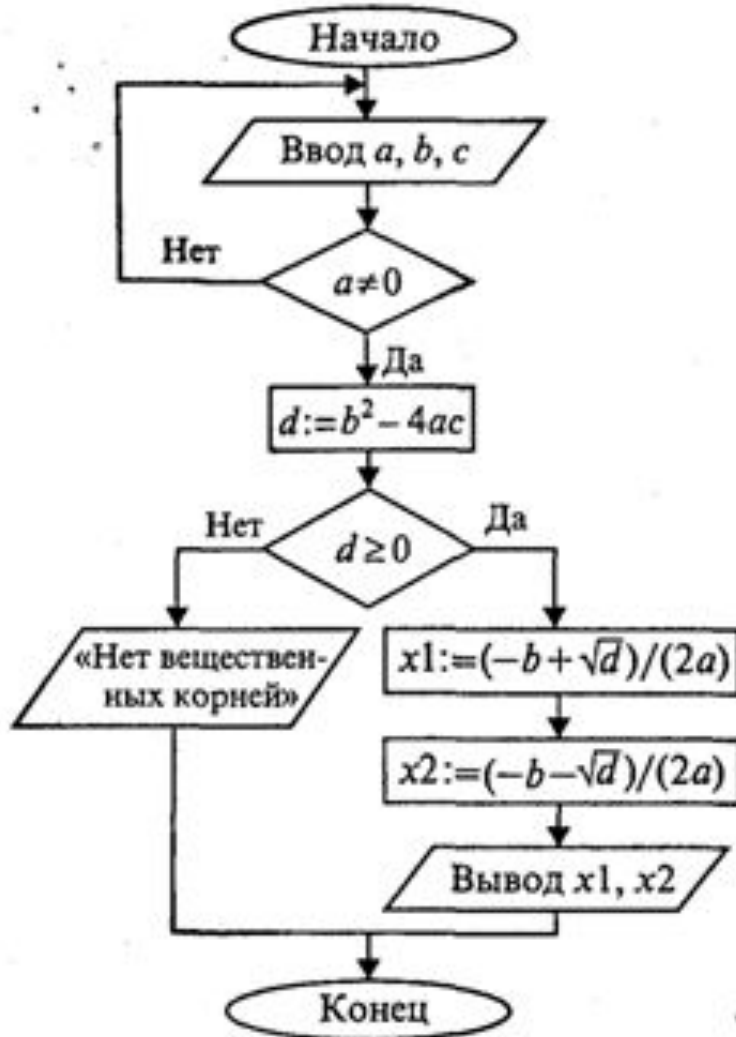 Начало
Ввод a, b, c
Нет
a≠0
Да
d:=b² – 4ac
Нет
Да
d ≥ 0
«Нет веществен-
ных корней»
x1:=(–b+√d)/(2a)
x2:=(–b–√d)/(2a)
Вывод x1, x2
Конец